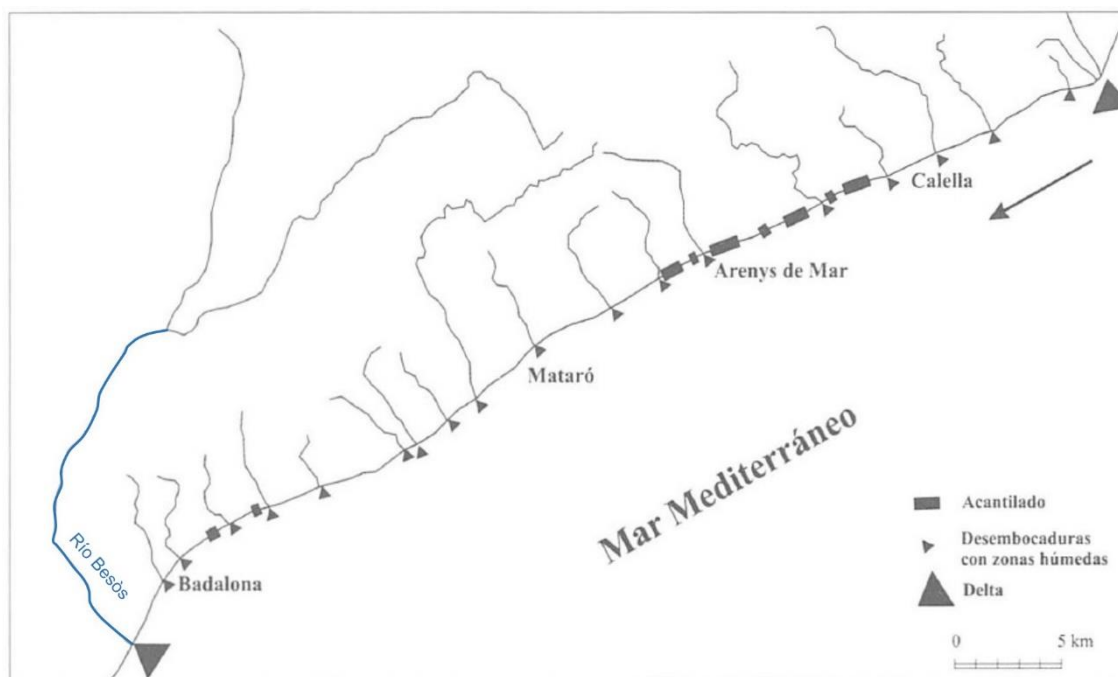 Calella
Arenys de Mar
Mataró
Mar Mediterráneo
Río Besòs
Badalona
Acantilado
Desembocaduras
con zonas húmedas
Delta
0 5 km